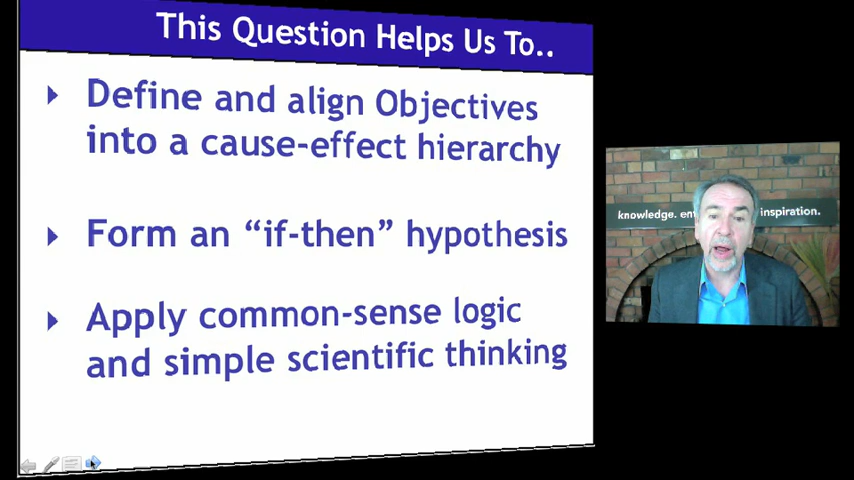 This Question Helps Us To..
Define and align Objectives
into a cause-effect hierarchy
Form an “if-then” hypothesis
Apply common-sense logic
and simple scientific thinking
knowledge. inspiration.